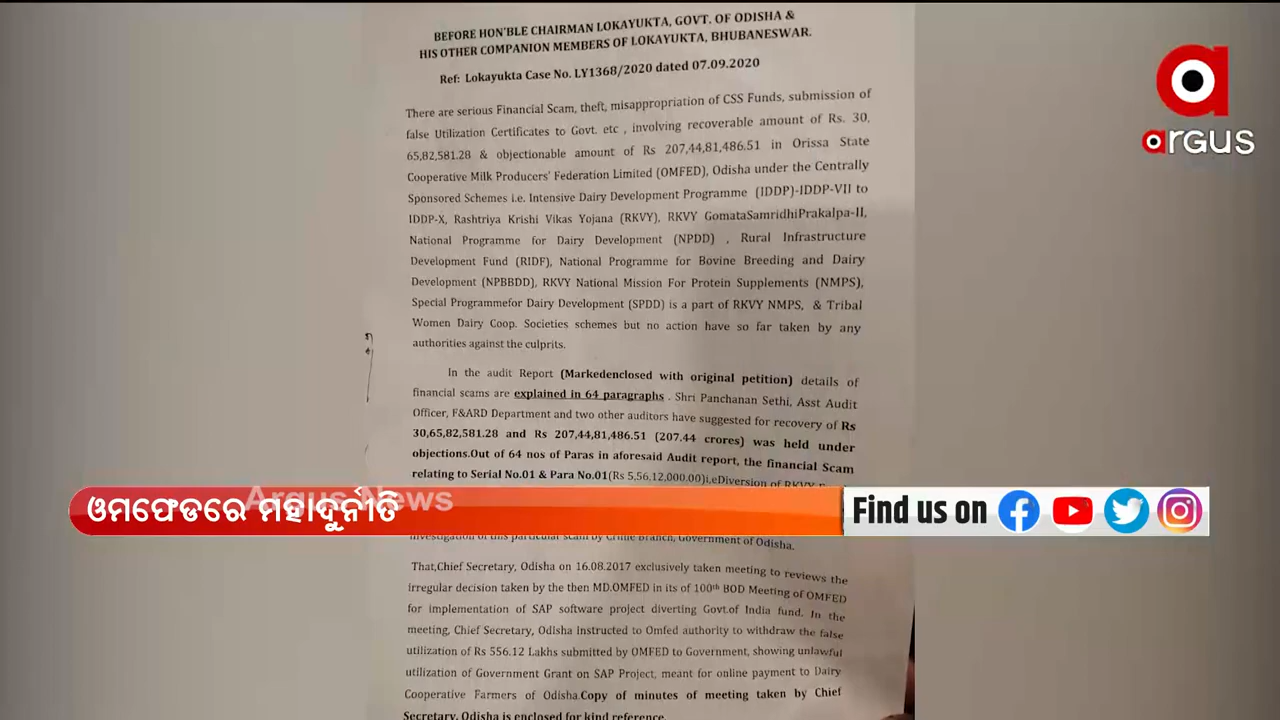 BEFORE HON'BLE CHAIRMAN LOKAYUKTA, GOVT. OF ODISHA &
HIS OTHER COMPANION MEMBERS OF LOKAYUKTA, BHUBANESWAR.
Ref: Lokayukta Case No. LY1368/2020 dated 07.09.2020
There are serious Financial Scam, theft, misappropriation of CSS Funds, submission of
false Utilization Certificates to Govt. etc , involving recoverable amount of Rs. 30,
65,82,581.28 & objectionable amount of Rs 207,44,81,486.51 in Orissa State
Cooperative Milk Producers' Federation Limited (OMFED), Odisha under the Centrally
Sponsored Schemes i.e. Intensive Dairy Development Programme (IDDP)-IDDP-VII to
IDDP-X, Rashtriya Krishi Vikas Yojana (RKVY), RKVY GomataSamridhiPrakalpa-II,
National Programme for Dairy Development (NPDD) , Rural Infrastructure
Development Fund (RIDF), National Programme for Bovine Breeding and Dairy
Development (NPBBDD), RKVY National Mission For Protein Supplements (NMPS),
Special Programmefor Dairy Development (SPDD) is a part of RKVY NMPS, & Tribal
Women Dairy Coop. Societies schemes but no action have so far taken by any
authorities against the culprits.
In the audit Report (Markedenclosed with original petition) details of
financial scams are explained in 64 paragraphs . Shri Panchanan Sethi, Asst Audit
Officer, F&ARD Department and two other auditors have suggested for recovery of Rs
30,65,82,581.28 and Rs 207,44,81,486.51 (207.44 crores) was held under
objections.Out of 64 nos of Paras in aforesaid Audit report, the financial Scam
relating to Serial No.01 & Para No.01(Rs 5,56,12,000.00)i.eDiversion of RKVY
investigation of this particular scam by Crime Branch, Government of Odisha.
That,Chief Secretary, Odisha on 16.08.2017 exclusively taken meeting to reviews the
irregular decision taken by the then MD.OMFED in its of 100th BOD Meeting of OMFED
for implementation of SAP software project diverting Govt.of India fund. In the
meeting, Chief Secretary, Odisha instructed to Omfed authority to withdraw the false
utilization of Rs 556.12 Lakhs submitted by OMFED to Government, showing unlawful
utilization of Government Grant on SAP Project, meant for online payment to Dairy
Cooperative Farmers of Odisha.Copy of minutes of meeting taken by Chief
Secretary, Odisha is enclosed for kind reference.
argus
Argus News
ଓମଫେଡରେ ମହାଦୁର୍ନୀତି
Find us on